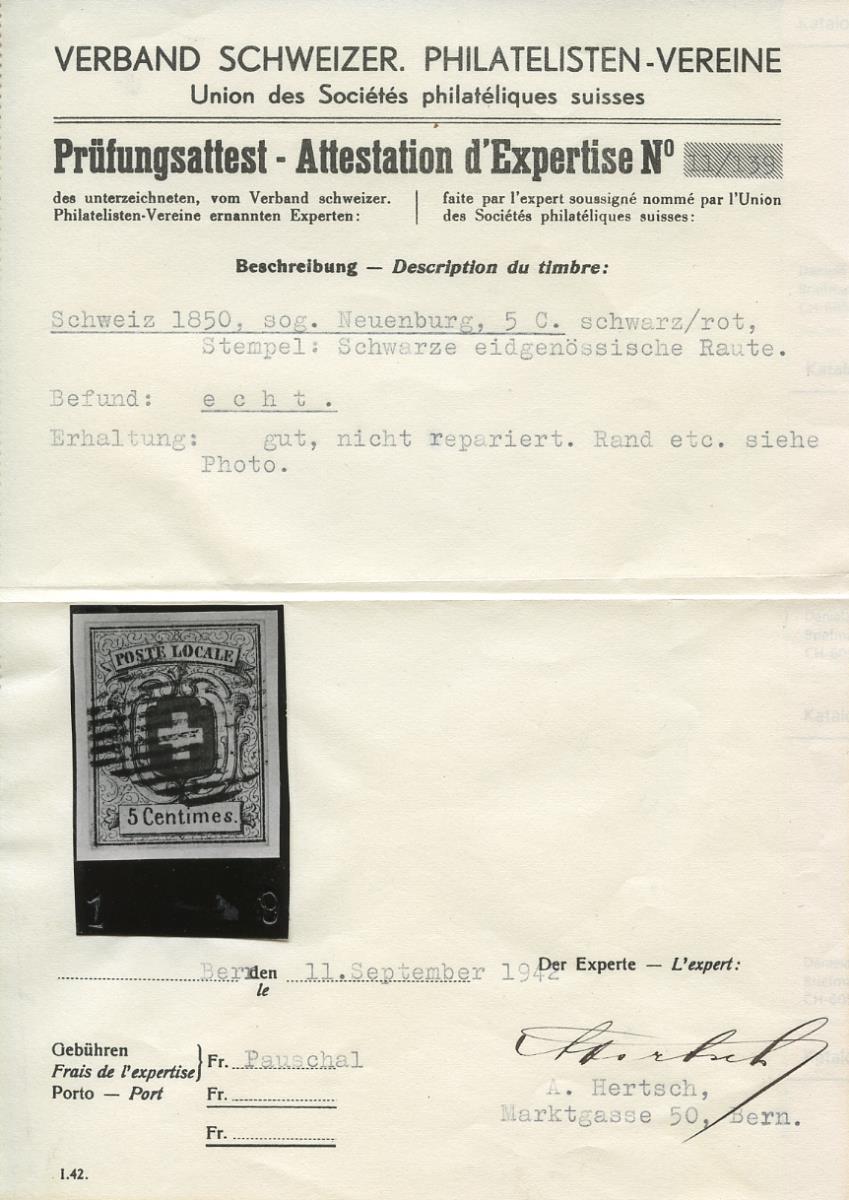 VERBAND SCHWEIZER. PHILATELISTEN-VEREINE
Union des Sociétés philatéliques suisses
Prüfungsattest - Attestation d'Expertise Nº 11/139
des unterzeichneten, vom Verband schweizer.
Philatelisten-Vereine ernannten Experten:
faite par l'expert soussigné nommé par l'Union
des Sociétés philatéliques suisses:
Beschreibung — Description du timbre:
Schweiz 1850, sog. Neuenburg, 5 C. schwarz/rot,
Stempel: Schwarze eidgenössische Raute.
Befund: e c h t .
Erhaltung: gut, nicht repariert. Rand etc. siehe
Photo.
POSTE LOCALE
5 Centimes.
1 8
Bern den 11.September 1942
le
Der Experte — L'expert:
Gebühren
Frais de l'expertise
Fr. Pauschal
Porto — Port
Fr.
Fr.
A. Hertsch,
Marktgasse 50, Bern.
I.42.